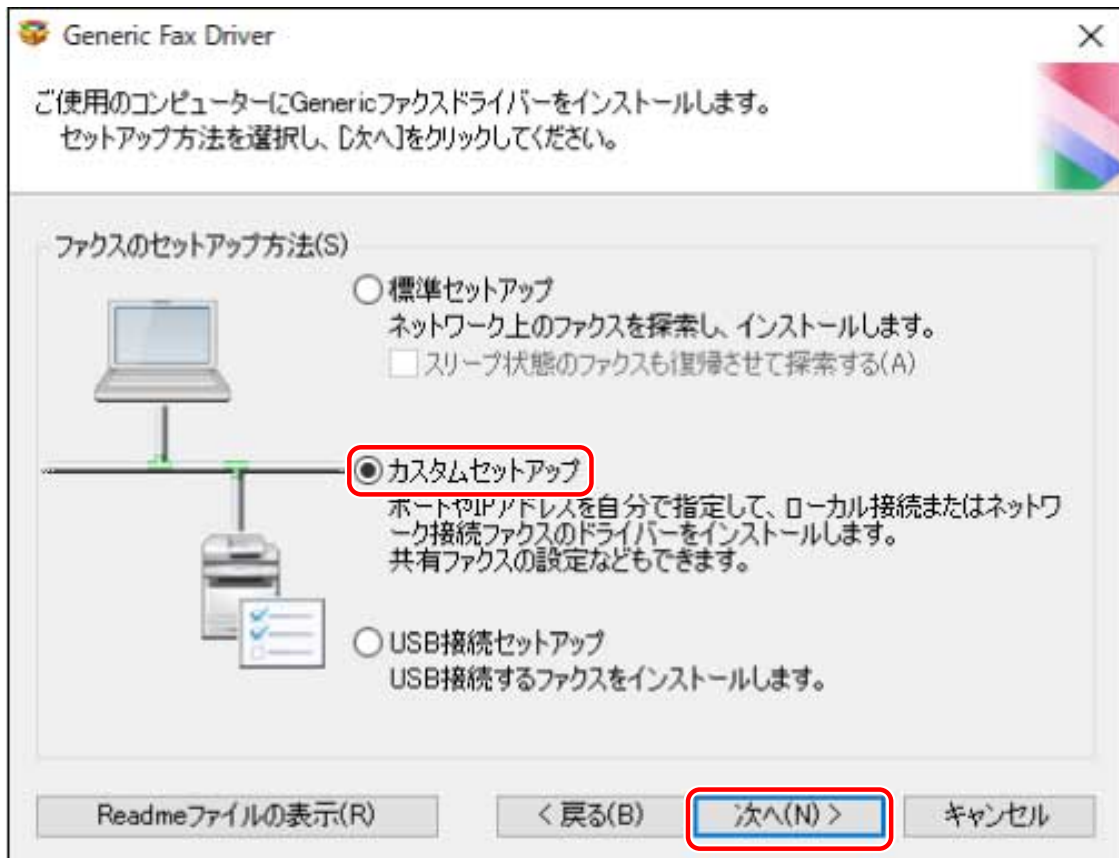 Generic Fax Driver
ご使用のコンピューターにGenericファクスドライバーをインストールします。
セットアップ方法を選択し、[次へ]をクリックしてください。
ファクスのセットアップ方法(S)
標準セットアップ
ネットワーク上のファクスを探索し、インストールします。
スリープ状態のファクスも復帰させて探索する(A)
カスタムセットアップ
ポートやIPアドレスを自分で指定して、ローカル接続またはネットワ
ーク接続ファクスのドライバーをインストールします。
共有ファクスの設定などもできます。
USB接続セットアップ
USB接続するファクスをインストールします。
Readmeファイルの表示(R)
< 戻る(B)
次へ(N) >
キャンセル